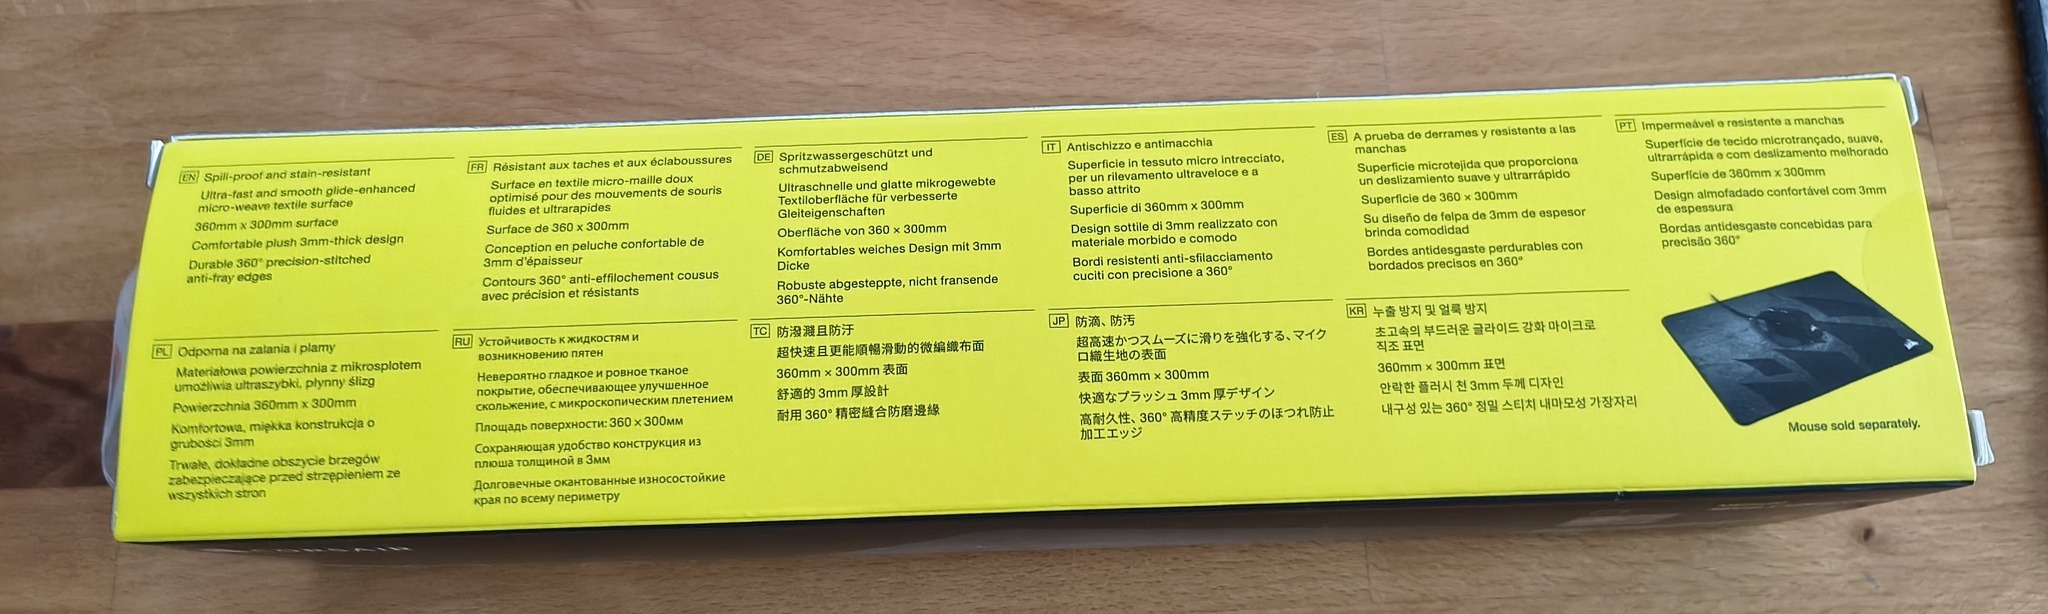 EN Spill-proof and stain-resistant
Ultra-fast and smooth glide-enhanced
micro-weave textile surface
360mm x 300mm surface
Comfortable plush 3mm-thick design
Durable 360° precision-stitched
anti-fray edges
FR Résistant aux taches et aux éclaboussures
Surface en textile micro-maille doux
optimisé pour des mouvements de souris
fluides et ultrarapides
Surface de 360 x 300mm
Conception en peluche confortable de
3mm d'épaisseur
Contours 360° anti-effilochement cousus
avec précision et résistants
DE Spritzwassergeschützt und
schmutzabweisend
Ultraschnelle und glatte mikrogewebte
Textiloberfläche für verbesserte
Gleiteigenschaften
Oberfläche von 360 × 300mm
Komfortables weiches Design mit 3mm
Dicke
Robuste abgesteppte, nicht fransende
360°-Nähte
IT Antischizzo e antimacchia
Superficie in tessuto micro intrecciato,
per un rilevamento ultraveloce e a
basso attrito
Superficie di 360mm x 300mm
Design sottile di 3mm realizzato con
materiale morbido e comodo
Bordi resistenti anti-sfilacciamento
cuciti con precisione a 360°
ES A prueba de derrames y resistente a las
manchas
Superficie microtejida que proporciona
un deslizamiento suave y ultrarrápido
Superficie de 360 × 300mm
Su diseño de felpa de 3mm de espesor
brinda comodidad
Bordes antidesgaste perdurables con
bordados precisos en 360°
PT Impermeável e resistente a manchas
Superfície de tecido microtrançado, suave,
ultrarrápida e com deslizamento melhorado
Superfície de 360mm x 300mm
Design almofadado confortável com 3mm
de espessura
Bordas antidesgaste concebidas para
precisão 360°
PL Odporna na zalania i plamy
Materiałowa powierzchnia z mikrosplotem
umożliwia ultraszybki, płynny ślizg
Powierzchnia 360mm x 300mm
Komfortowa, miękka konstrukcja o
grubości 3mm
Trwałe, dokładne obszycie brzegów
zabezpieczające przed strzępieniem ze
wszystkich stron
RU Устойчивость к жидкостям и
возникновению пятен
Невероятно гладкое и ровное тканое
покрытие, обеспечивающее улучшенное
скольжение, с микроскопическим плетением
Площадь поверхности: 360 × 300мм
Сохраняющая удобство конструкция из
плюша толщиной в 3мм
Долговечные окантованные износостойкие
края по всему периметру
TC 防潑濺且防汙
超快速且更能順暢滑動的微編織布面
360mm × 300mm 表面
舒適的 3mm 厚設計
耐用 360° 精密縫合防磨邊緣
JP 防滴、防汚
超高速かつスムーズに滑りを強化する、マイク
ロ織生地の表面
表面 360mm × 300mm
快適なプラッシュ 3mm 厚デザイン
高耐久性、360° 高精度ステッチのほつれ防止
加工エッジ
KR 누출 방지 및 얼룩 방지
초고속의 부드러운 글라이드 강화 마이크로
직조 표면
360mm × 300mm 표면
안락한 플러시 천 3mm 두께 디자인
내구성 있는 360° 정밀 스티치 내마모성 가장자리
Mouse sold separately.
CORSAIR